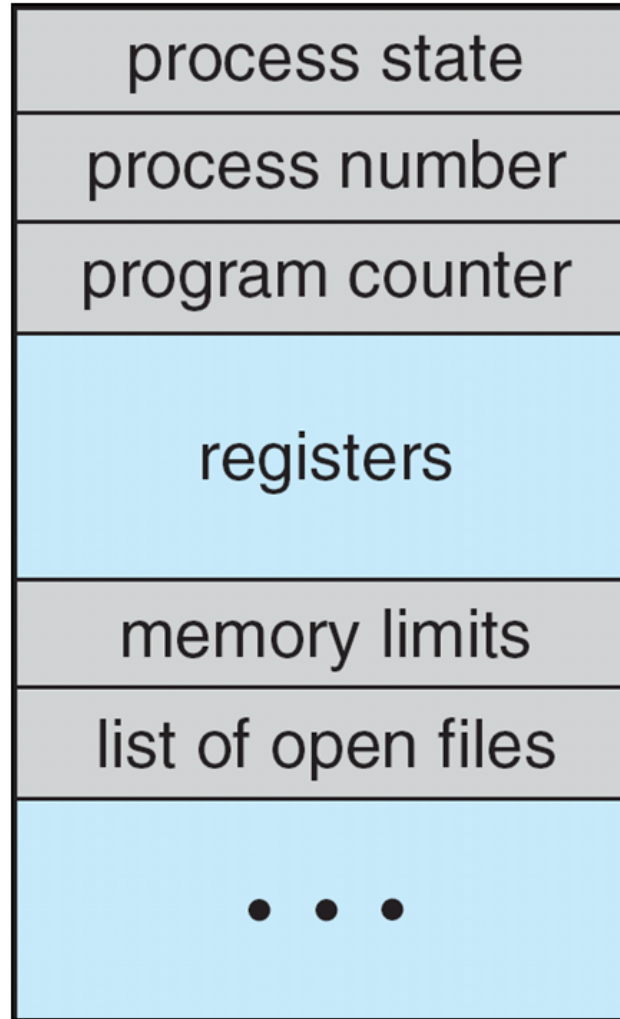 process state
process number
program counter
registers
memory limits
list of open files
• • •